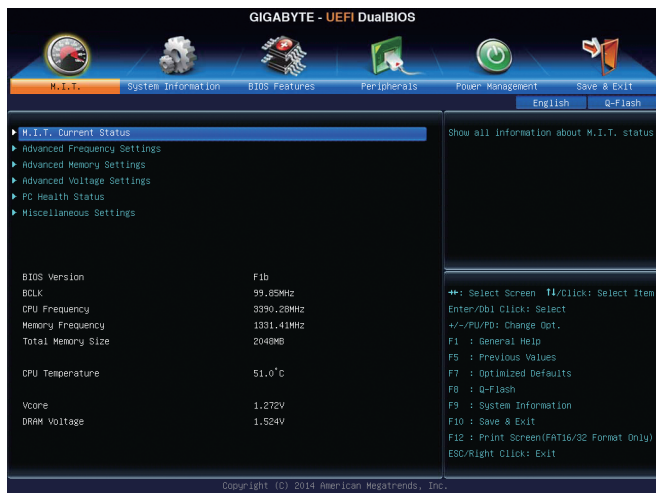 GIGABYTE - UEFI DualBIOS
M.I.T.
System Information
BIOS Features
Peripherals
Power Management
Save & Exit
English
Q-Flash
M.I.T. Current Status
Advanced Frequency Settings
Advanced Memory Settings
Advanced Voltage Settings
PC Health Status
Miscellaneous Settings
Show all information about M.I.T. status
BIOS Version F1b
BCLK 99.85MHz
CPU Frequency 3390.28MHz
Memory Frequency 1331.41MHz
Total Memory Size 2048MB
CPU Temperature 51.0°C
Vcore 1.272V
DRAM Voltage 1.524V
→←: Select Screen ↑↓/Click: Select Item
Enter/Dbl Click: Select
+/-/PU/PD: Change Opt.
F1 : General Help
F5 : Previous Values
F7 : Optimized Defaults
F8 : Q-Flash
F9 : System Information
F10 : Save & Exit
F12 : Print Screen(FAT16/32 Format Only)
ESC/Right Click: Exit
Copyright (C) 2014 American Megatrends, Inc.